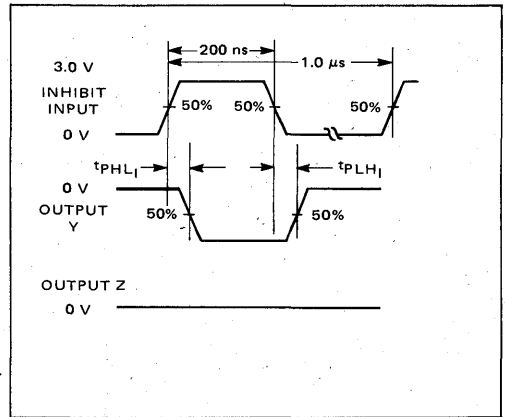 200 ns
1.0 μs
3.0 V
INHIBIT
INPUT
50% 50% 50%
0 V
tPHLI
tPLHI
0 V
OUTPUT
Y
50% 50%
OUTPUT Z
0 V